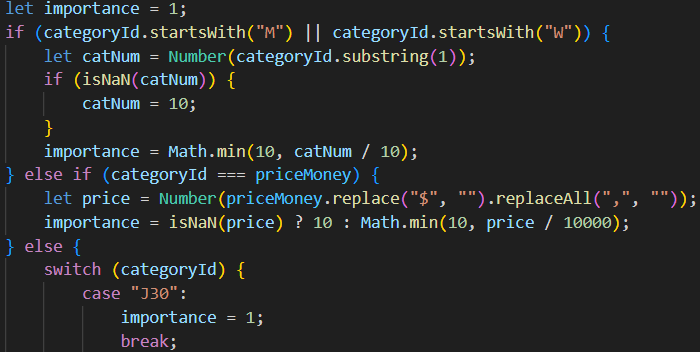 let importance = 1;
if (categoryId.startsWith("M") || categoryId.startsWith("W")) {
let catNum = Number(categoryId.substring(1));
if (isNaN(catNum)) {
catNum = 10;
}
importance = Math.min(10, catNum / 10);
} else if (categoryId === priceMoney) {
let price = Number(priceMoney.replace("$", "").replaceAll(",", ""));
importance = isNaN(price) ? 10 : Math.min(10, price / 10000);
} else {
switch (categoryId) {
case "J30":
importance = 1;
break;